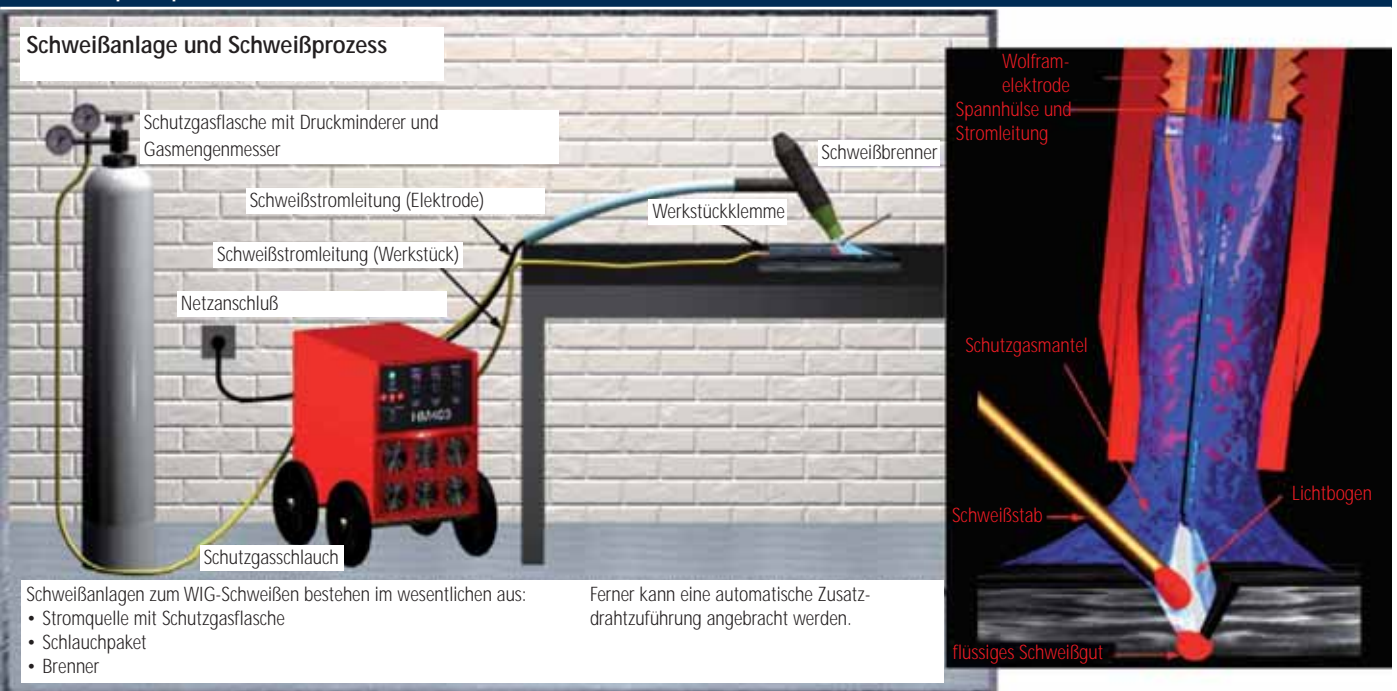 Schweißanlage und Schweißprozess
Schutzgasflasche mit Druckminderer und
Gasmengenmesser
Schweißbrenner
Schweißstromleitung (Elektrode)
Werkstückklemme
Schweißstromleitung (Werkstück)
Netzanschluß
HM403
Schutzgasschlauch
Schweißanlagen zum WIG-Schweißen bestehen im wesentlichen aus:
• Stromquelle mit Schutzgasflasche
• Schlauchpaket
• Brenner
Ferner kann eine automatische Zusatz-
drahtzuführung angebracht werden.
Wolfram-
elektrode
Spannhülse und
Stromleitung
Schutzgasmantel
Lichtbogen
Schweißstab
flüssiges Schweißgut